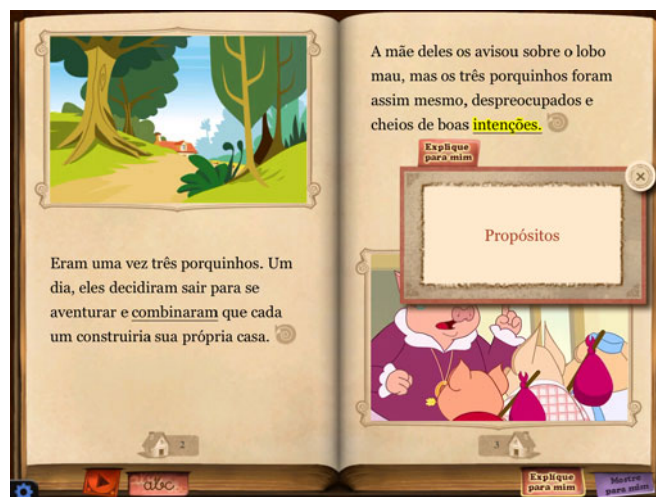 Eram uma vez três porquinhos. Um
dia, eles decidiram sair para se
aventurar e combinaram que cada
um construiria sua própria casa.
2
A mãe deles os avisou sobre o lobo
mau, mas os três porquinhos foram
assim mesmo, despreocupados e
cheios de boas intenções.
Explique
para mim
Propósitos
3
abc
Explique
para mim
Mostre
para mim